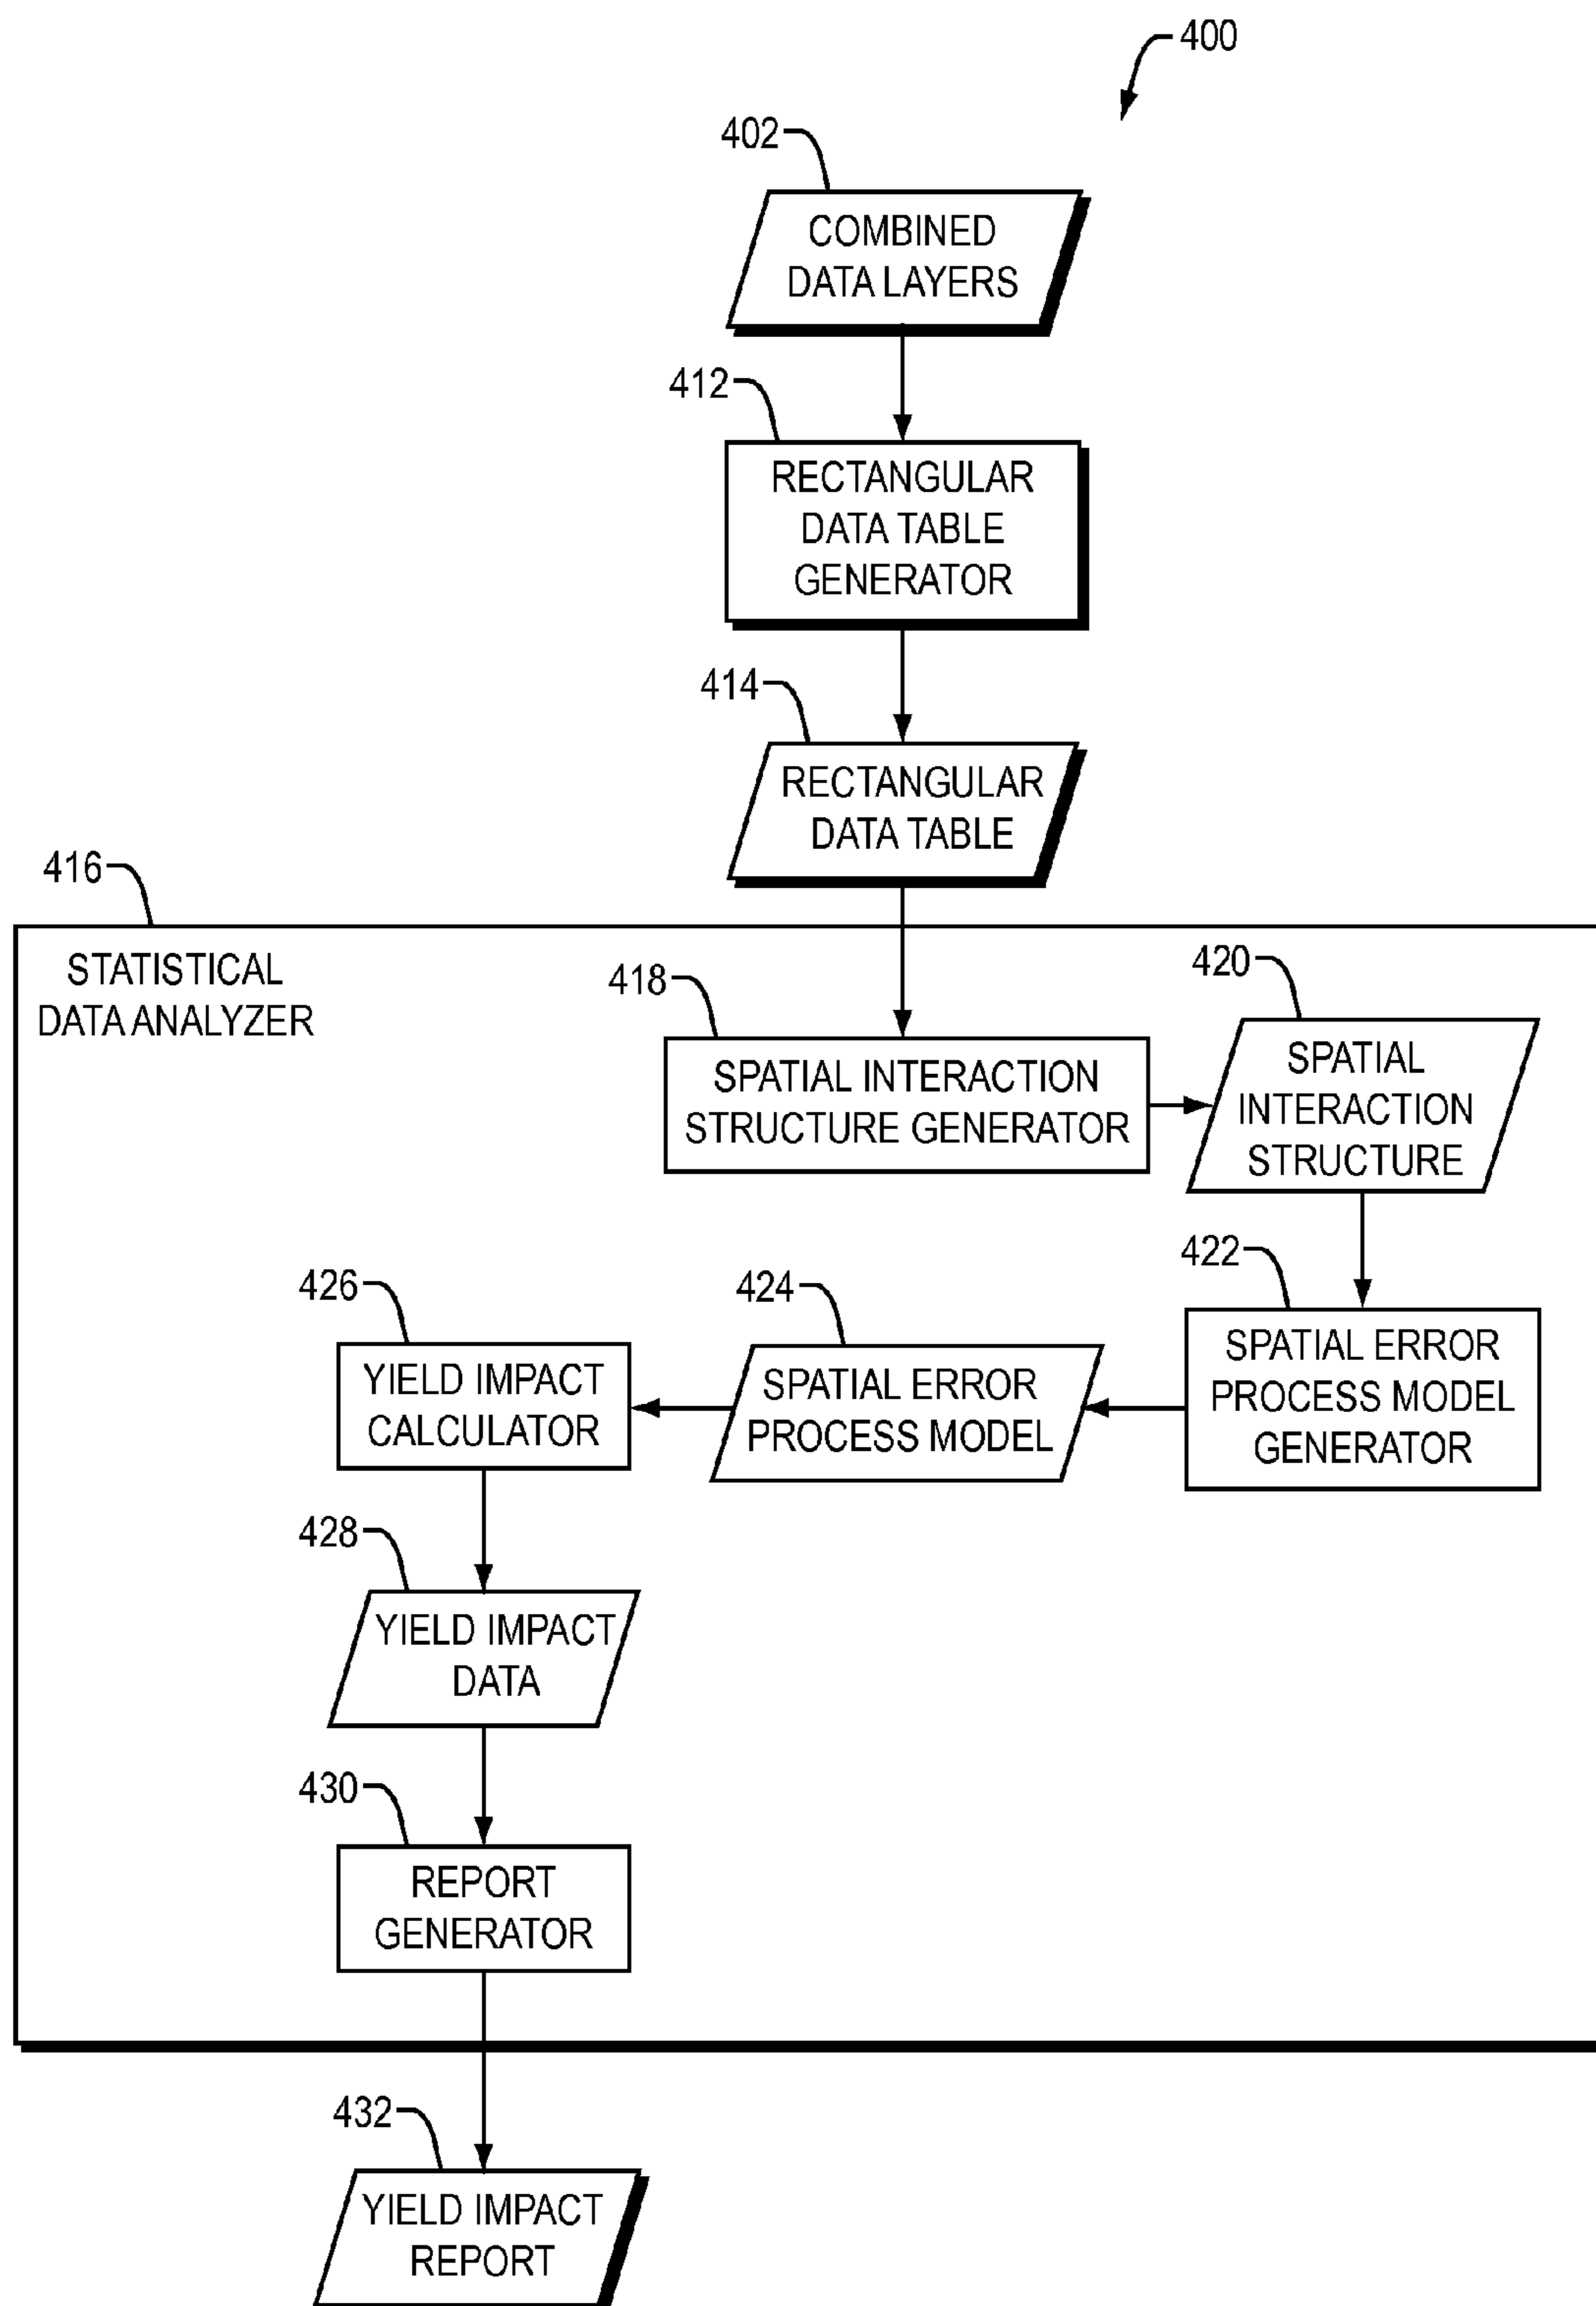 400
402
COMBINED
DATA LAYERS
412
RECTANGULAR
DATA TABLE
GENERATOR
414
RECTANGULAR
DATA TABLE
416
STATISTICAL
DATA ANALYZER
418
SPATIAL INTERACTION
STRUCTURE GENERATOR
420
SPATIAL
INTERACTION
STRUCTURE
422
SPATIAL ERROR
PROCESS MODEL
GENERATOR
424
SPATIAL ERROR
PROCESS MODEL
426
YIELD IMPACT
CALCULATOR
428
YIELD IMPACT
DATA
430
REPORT
GENERATOR
432
YIELD IMPACT
REPORT